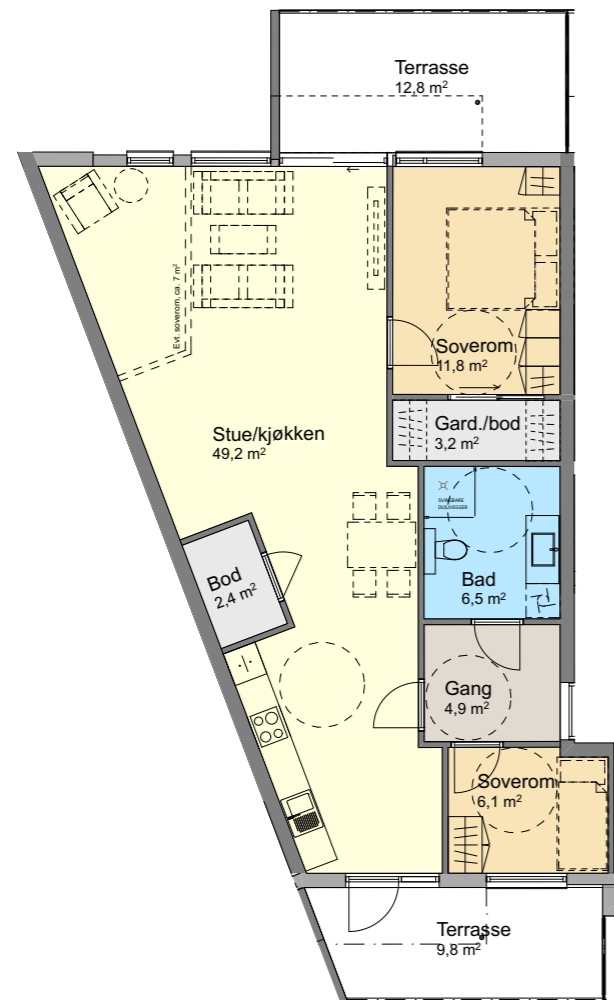 Terrasse
12,8 m²
Evt. soverom, ca. 7 m²
Soverom
11,8 m²
Gard./bod
3,2 m²
Stue/kjøkken
49,2 m²
SVINGBARE
DUSJVEGGER
Bad
6,5 m²
Bod
2,4 m²
Gang
4,9 m²
Soverom
6,1 m²
Terrasse
9,8 m²